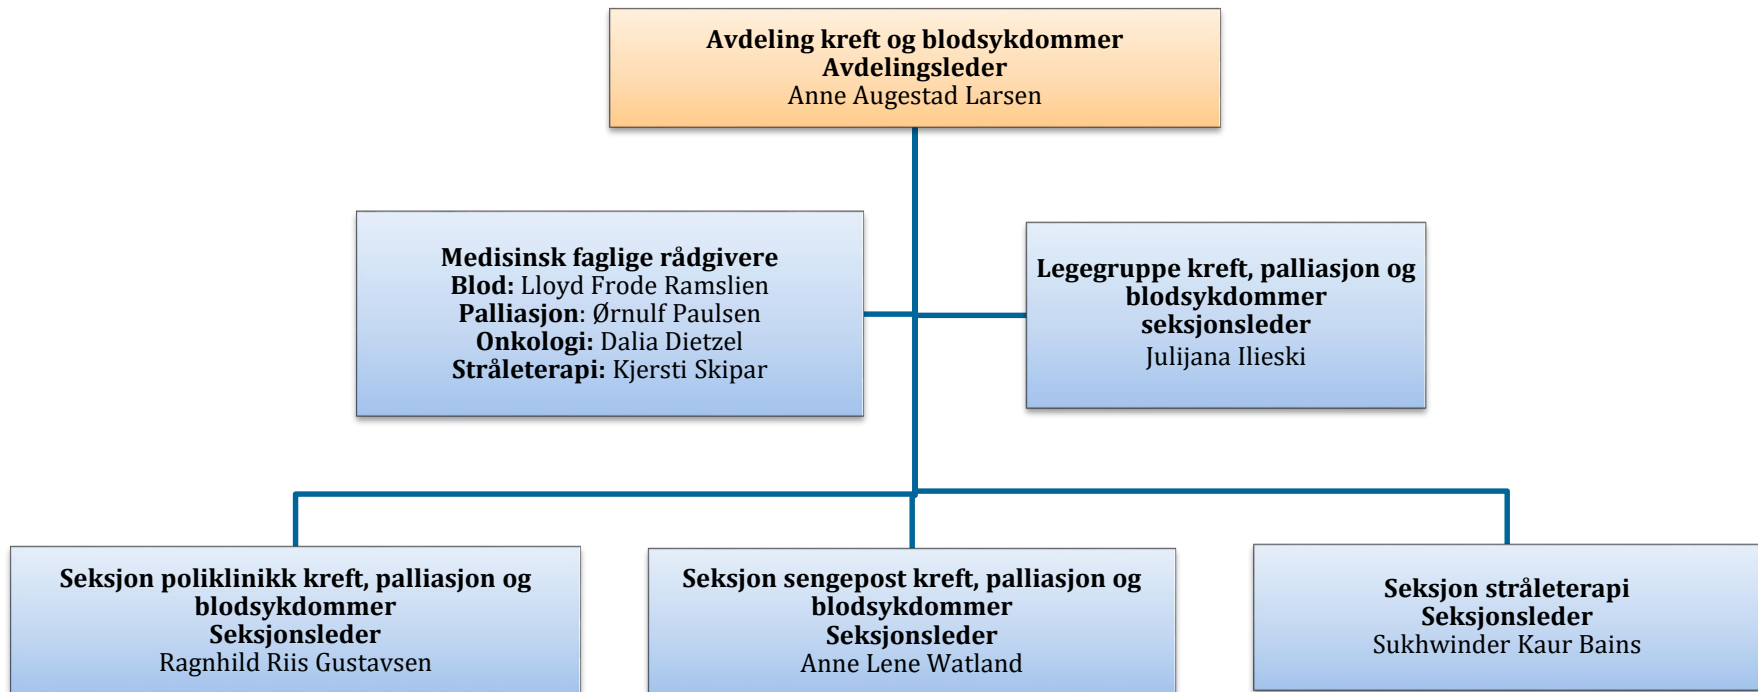 Avdeling kreft og blodsykdommer
Avdelingsleder
Anne Augestad Larsen
Medisinsk faglige rådgivere
Blod: Lloyd Frode Ramslien
Palliasjon: Ørnulf Paulsen
Onkologi: Dalia Dietzel
Stråleterapi: Kjersti Skipar
Legegruppe kreft, palliasjon og
blodsykdommer
seksjonsleder
Julijana Ilieski
Seksjon poliklinikk kreft, palliasjon og
blodsykdommer
Seksjonsleder
Ragnhild Riis Gustavsen
Seksjon sengepost kreft, palliasjon og
blodsykdommer
Seksjonsleder
Anne Lene Watland
Seksjon stråleterapi
Seksjonsleder
Sukhwinder Kaur Bains